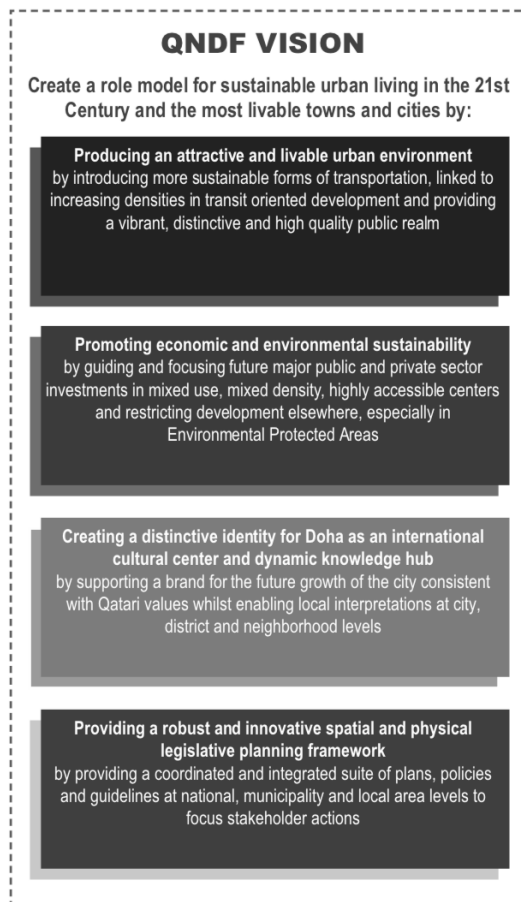 QNDF VISION
Create a role model for sustainable urban living in the 21st
Century and the most livable towns and cities by:
Producing an attractive and livable urban environment
by introducing more sustainable forms of transportation, linked to
increasing densities in transit oriented development and providing
a vibrant, distinctive and high quality public realm
Promoting economic and environmental sustainability
by guiding and focusing future major public and private sector
investments in mixed use, mixed density, highly accessible centers
and restricting development elsewhere, especially in
Environmental Protected Areas
Creating a distinctive identity for Doha as an international
cultural center and dynamic knowledge hub
by supporting a brand for the future growth of the city consistent
with Qatari values whilst enabling local interpretations at city,
district and neighborhood levels
Providing a robust and innovative spatial and physical
legislative planning framework
by providing a coordinated and integrated suite of plans, policies
and guidelines at national, municipality and local area levels to
focus stakeholder actions